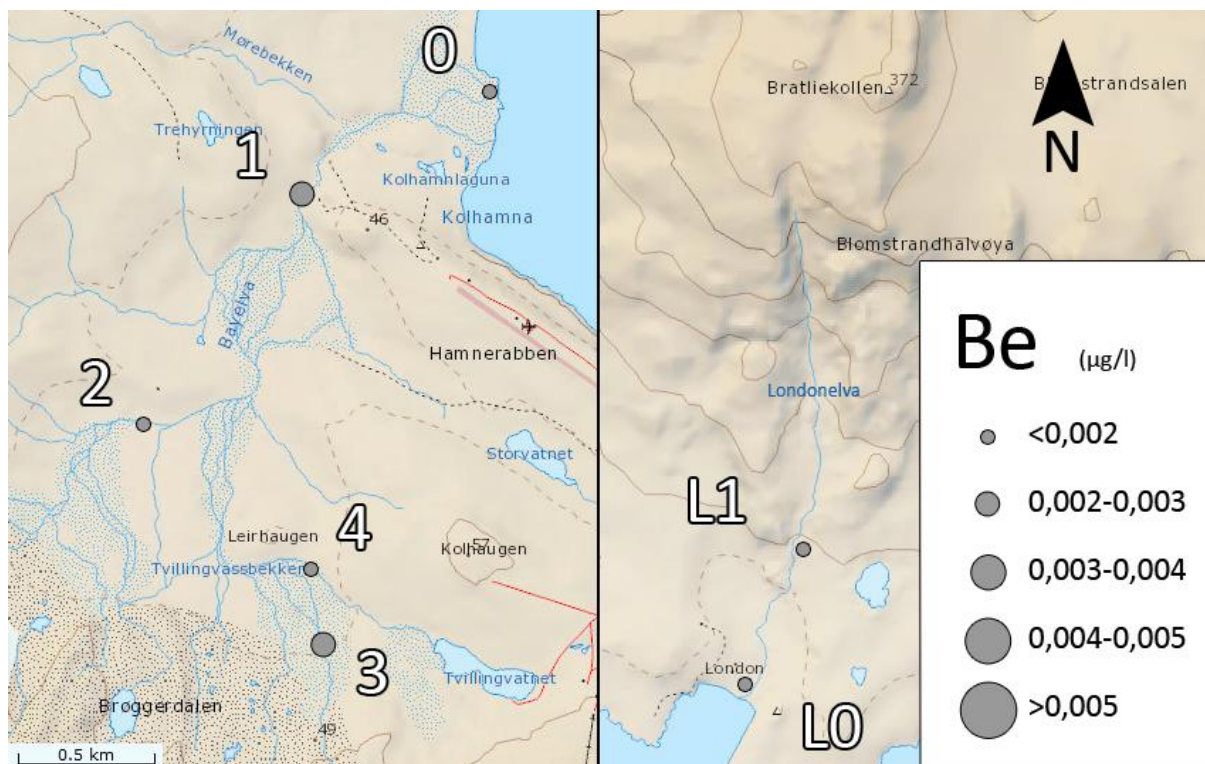 0
Mørebekken
Trehyrningen
1
Kolhamnlaguna
46
Kolhamna
Bayelva
Hamnerabben
2
Storvatnet
4
Leirhaugen
57
Kolhaugen
Tvillingvassbekken
3
Tvillingvatnet
Brøggerdalen
49
0.5 km
372
Bratliekollen
Blomstrandsalen
N
Blomstrandhalvøya
Londonelva
L1
London
L0
Be (µg/l)
<0,002
0,002-0,003
0,003-0,004
0,004-0,005
>0,005